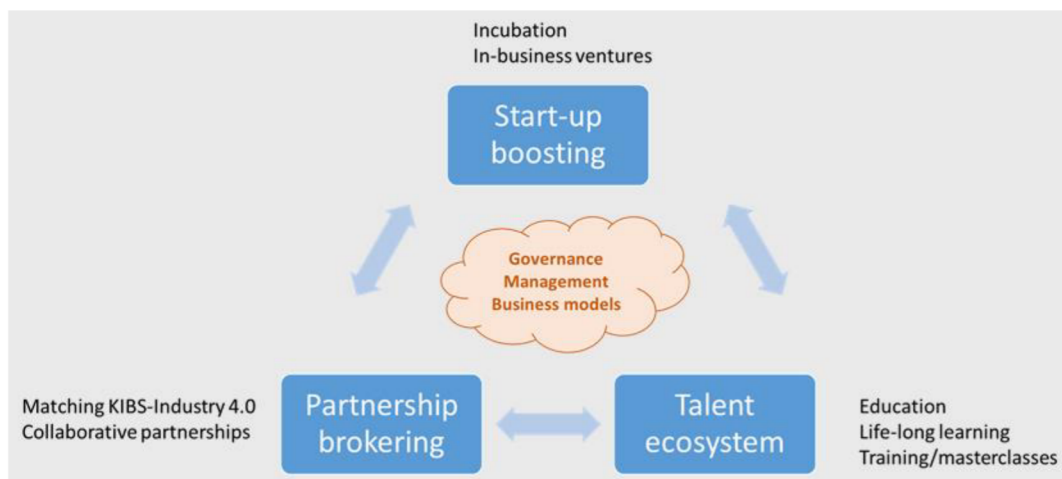 Incubation
In-business ventures
Start-up
boosting
Governance
Management
Business models
Matching KIBS-Industry 4.0
Collaborative partnerships
Partnership
brokering
Talent
ecosystem
Education
Life-long learning
Training/masterclasses